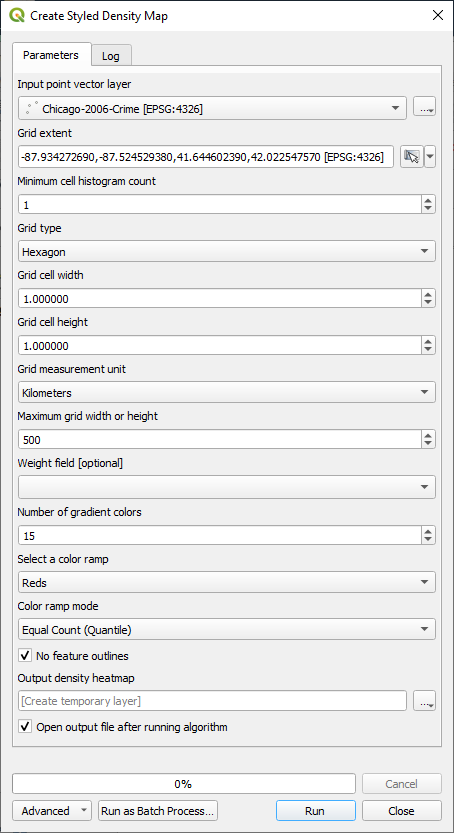 Create Styled Density Map
Parameters
Log
Input point vector layer
Chicago-2006-Crime [EPSG:4326]
...
Grid extent
-87.934272690,-87.524529380,41.644602390,42.022547570 [EPSG:4326]
Minimum cell histogram count
1
Grid type
Hexagon
Grid cell width
1.000000
Grid cell height
1.000000
Grid measurement unit
Kilometers
Maximum grid width or height
500
Weight field [optional]
Number of gradient colors
15
Select a color ramp
Reds
Color ramp mode
Equal Count (Quantile)
No feature outlines
Output density heatmap
[Create temporary layer]
...
Open output file after running algorithm
0%
Cancel
Advanced
Run as Batch Process...
Run
Close